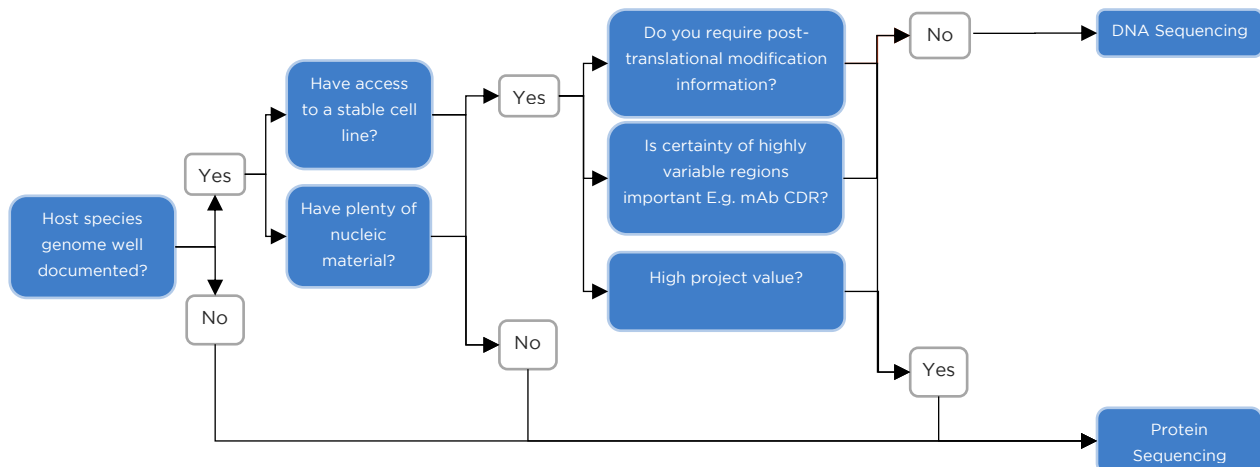 Host species
genome well
documented?
Yes
No
Have access
to a stable cell
line?
Have plenty of
nucleic
material?
Yes
No
Do you require post-
translational modification
information?
Is certainty of highly
variable regions
important E.g. mAb CDR?
High project value?
No
Yes
DNA Sequencing
Protein
Sequencing